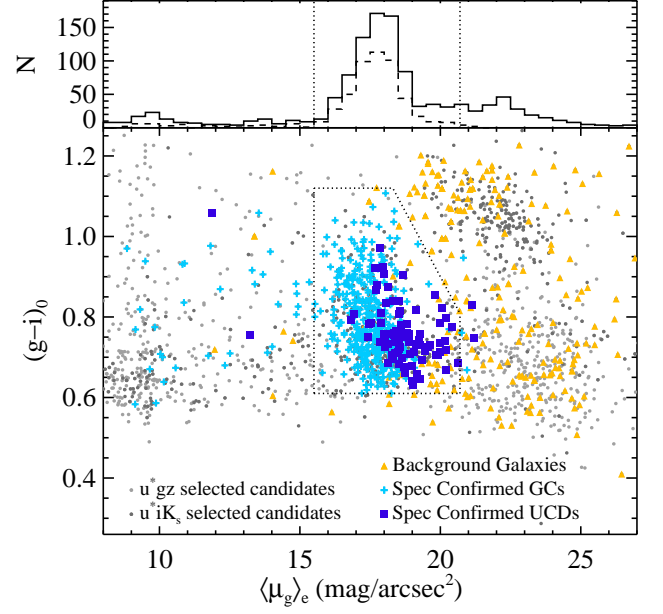 150
100
50
0
N
1.2
1.0
0.8
0.6
0.4
(g−i)₀
u*gz selected candidates
u*iKₛ selected candidates
Background Galaxies
Spec Confirmed GCs
Spec Confirmed UCDs
10 15 20 25
⟨μ_g⟩ₑ (mag/arcsec²)